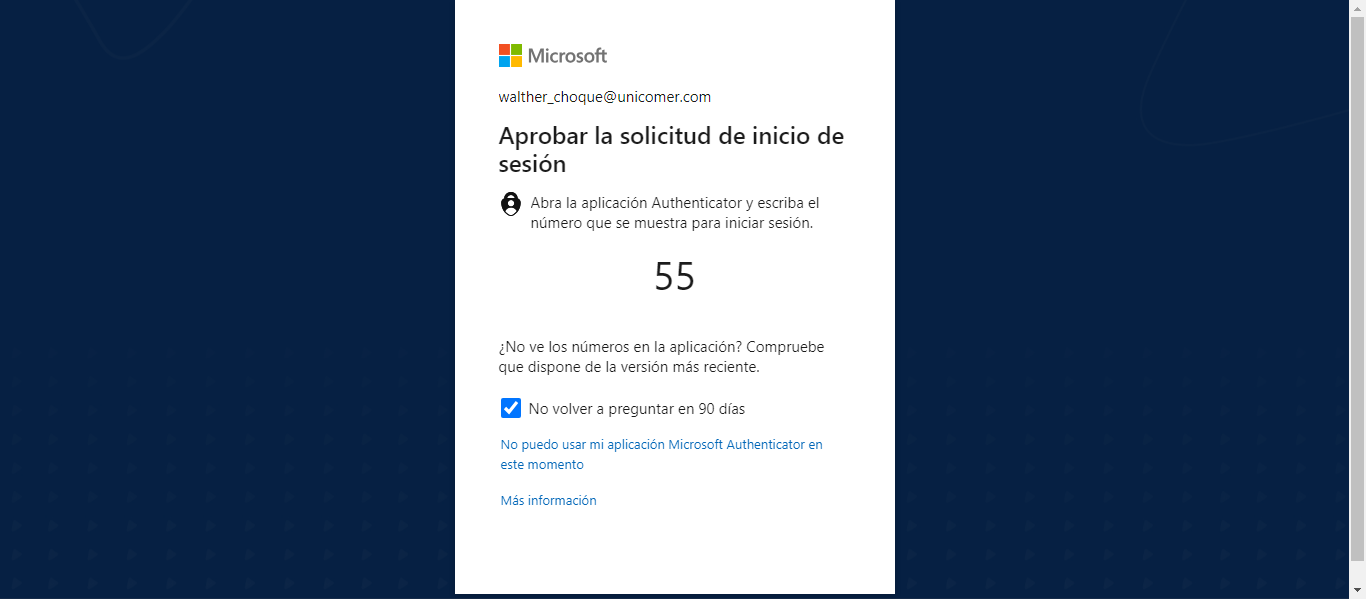 Microsoft
walther_choque@unicomer.com
Aprobar la solicitud de inicio de
sesión
Abra la aplicación Authenticator y escriba el
número que se muestra para iniciar sesión.
55
¿No ve los números en la aplicación? Compruebe
que dispone de la versión más reciente.
No volver a preguntar en 90 días
No puedo usar mi aplicación Microsoft Authenticator en
este momento
Más información